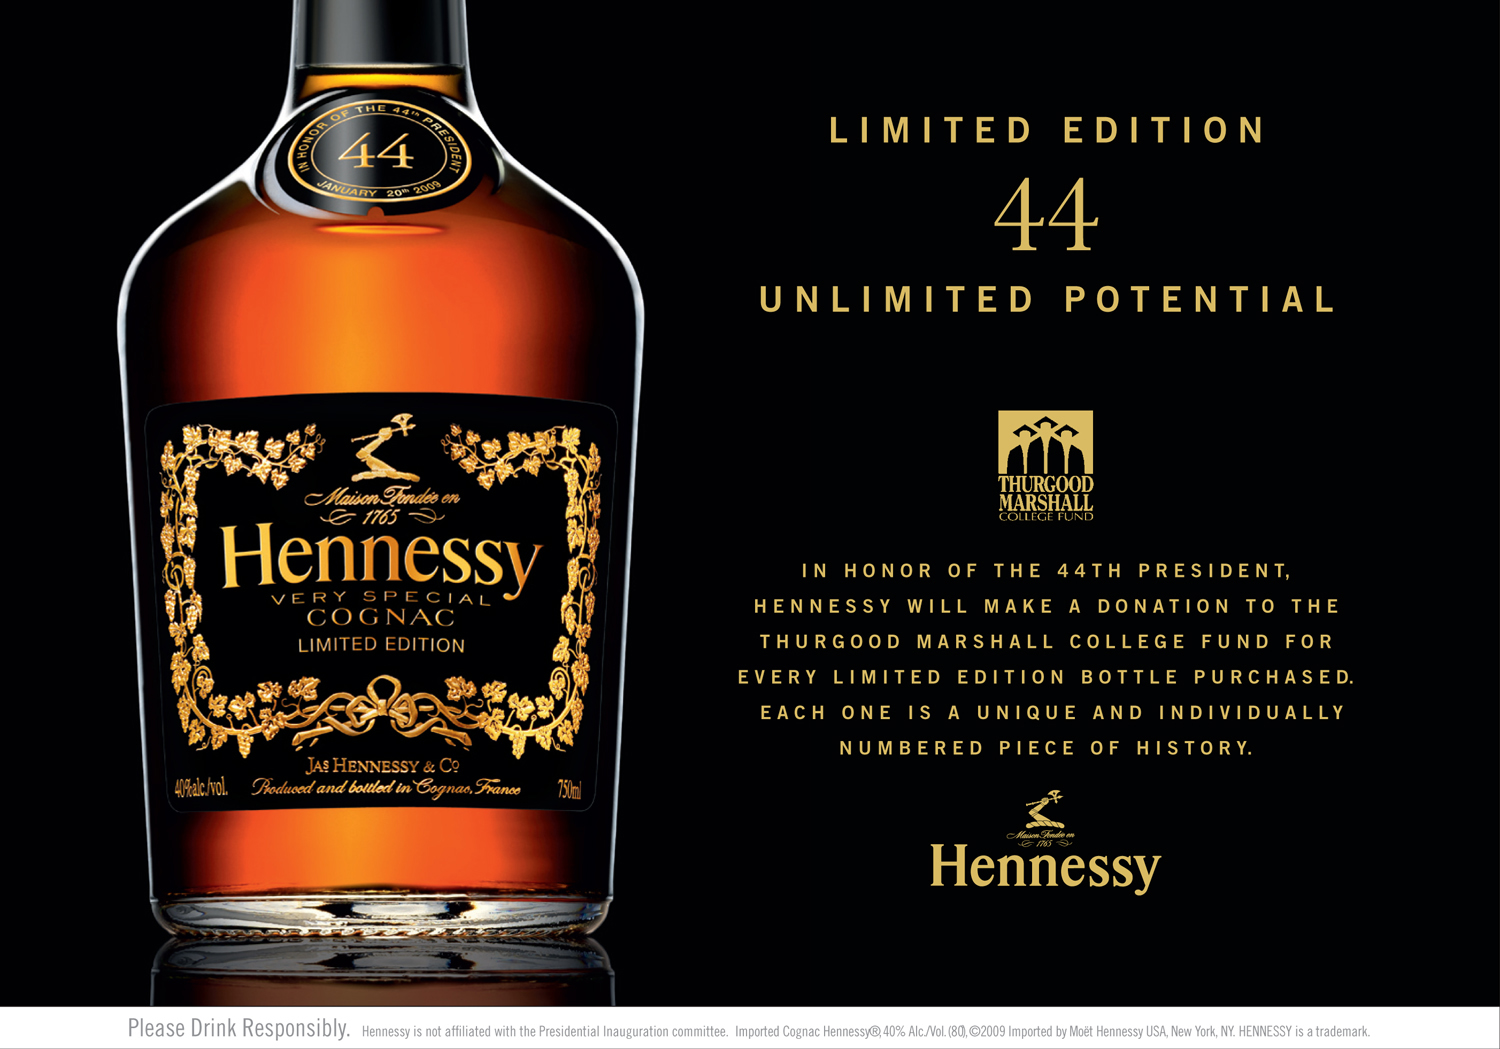 IN HONOR OF THE 44th PRESIDENT
44
JANUARY 20th 2009
Maison Fondée en
1765
Hennessy
VERY SPECIAL
COGNAC
LIMITED EDITION
JAs HENNESSY & Co
40%alc./vol. Produced and bottled in Cognac, France 750ml
LIMITED EDITION
44
UNLIMITED POTENTIAL
THURGOOD
MARSHALL
COLLEGE FUND
IN HONOR OF THE 44TH PRESIDENT,
HENNESSY WILL MAKE A DONATION TO THE
THURGOOD MARSHALL COLLEGE FUND FOR
EVERY LIMITED EDITION BOTTLE PURCHASED.
EACH ONE IS A UNIQUE AND INDIVIDUALLY
NUMBERED PIECE OF HISTORY.
Maison Fondée en
1765
Hennessy
Please Drink Responsibly. Hennessy is not affiliated with the Presidential Inauguration committee. Imported Cognac Hennessy®, 40% Alc./Vol. (80), ©2009 Imported by Moët Hennessy USA, New York, NY. HENNESSY is a trademark.